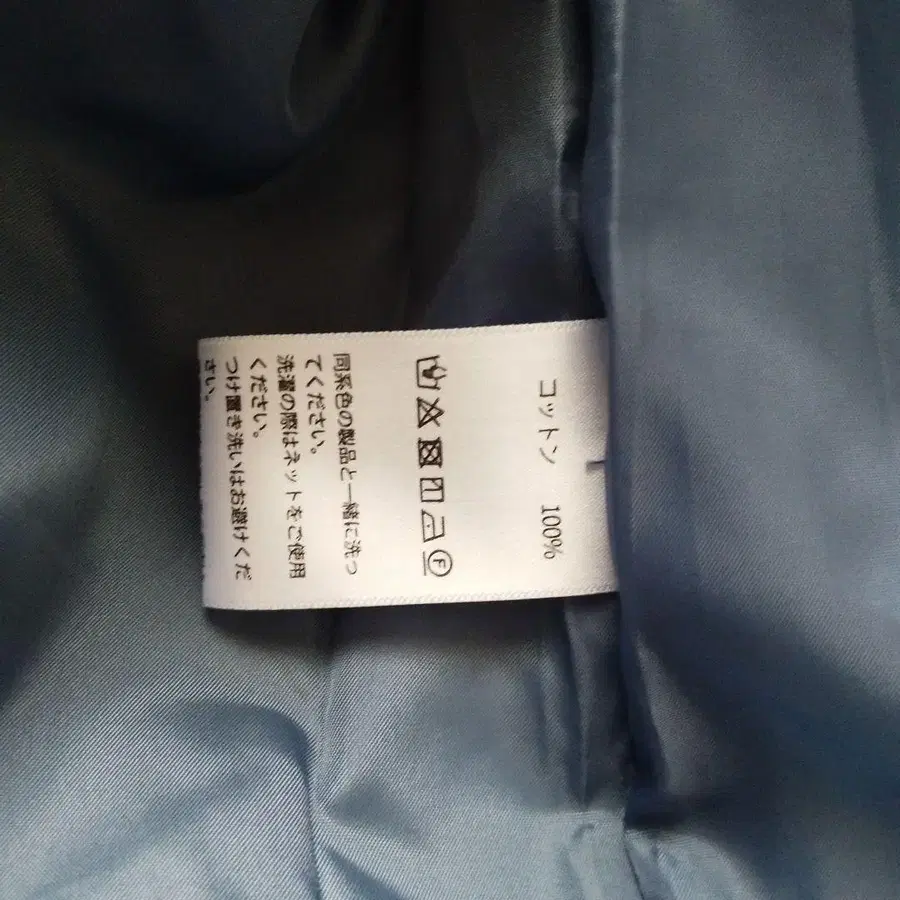 コットン 100%
F
同系色の製品と一緒に洗っ
てください。
洗濯の際はネットをご使用
ください。
つけ置き洗いはお避けくだ
さい。